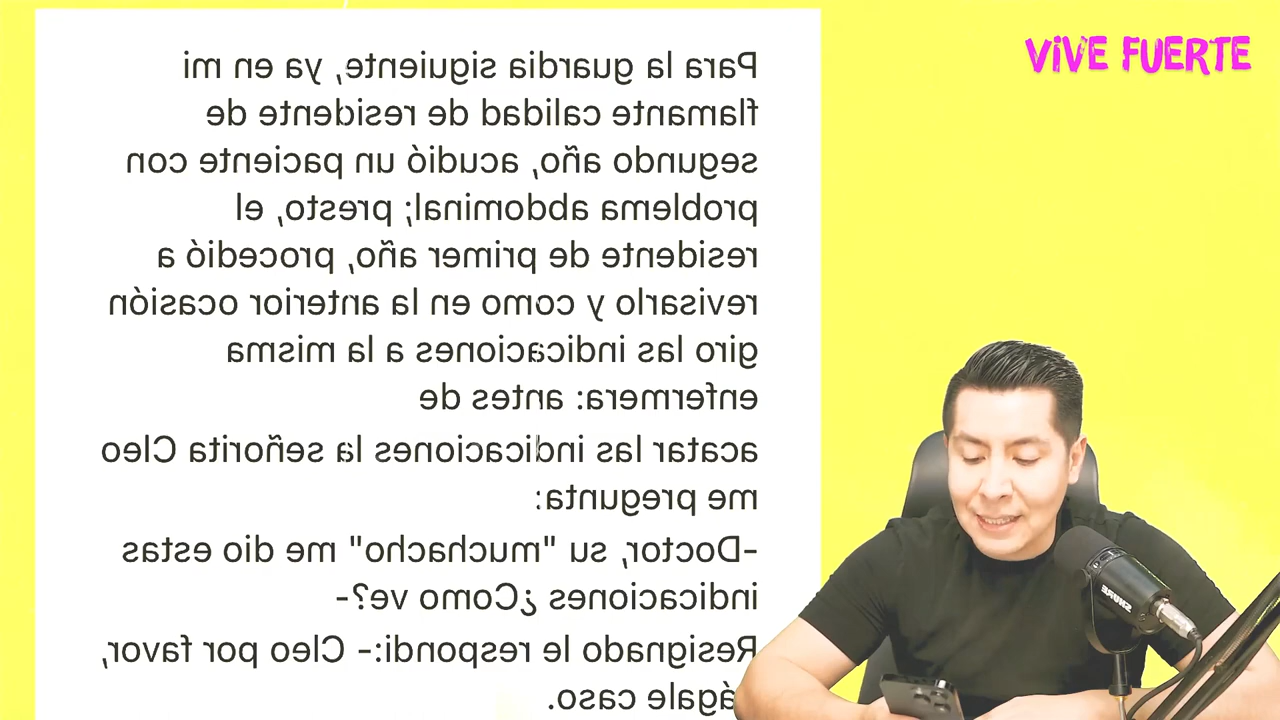 ViVE FUERTE
Para la guardia siguiente, ya en mi
flamante calidad de residente de
segundo año, acudió un paciente con
problema abdominal; presto, el
residente de primer año, procedió a
revisarlo y como en la anterior ocasión
giro las indicaciones a la misma
enfermera: antes de
acatar las indicaciones la señorita Cleo
me pregunta:
-Doctor, su "muchacho" me dio estas
indicaciones ¿Como ve?-
Resignado le respondi:- Cleo por favor,
ágale caso.
SHURE